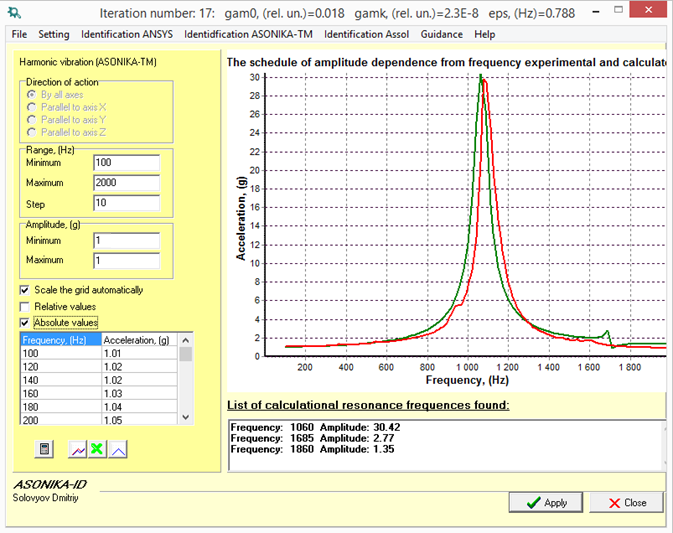 Iteration number: 17: gam0, (rel. un.)=0.018 gamk, (rel. un.)=2.3E-8 eps, (Hz)=0.788
File Setting Identification ANSYS Identidfication ASONIKA-TM Identification Assol Guidance Help
Harmonic vibration (ASONIKA-TM)
Direction of action
By all axes
Parallel to axis X
Parallel to axis Y
Parallel to axis Z
Range, (Hz)
Minimum 100
Maximum 2000
Step 10
Amplitude, (g)
Minimum 1
Maximum 1
Scale the grid automatically
Relative values
Absolute values
Frequency, (Hz) Acceleration, (g)
100 1.01
120 1.02
140 1.02
160 1.03
180 1.04
200 1.05
ASONIKA-ID
Solovyov Dmitriy
The schedule of amplitude dependence from frequency experimental and calculate
Acceleration, (g)
30
28
26
24
22
20
18
16
14
12
10
8
6
4
2
0
200 400 600 800 1 000 1 200 1 400 1 600 1 800
Frequency, (Hz)
List of calculational resonance frequences found:
Frequency: 1060 Amplitude: 30.42
Frequency: 1685 Amplitude: 2.77
Frequency: 1860 Amplitude: 1.35
Apply Close